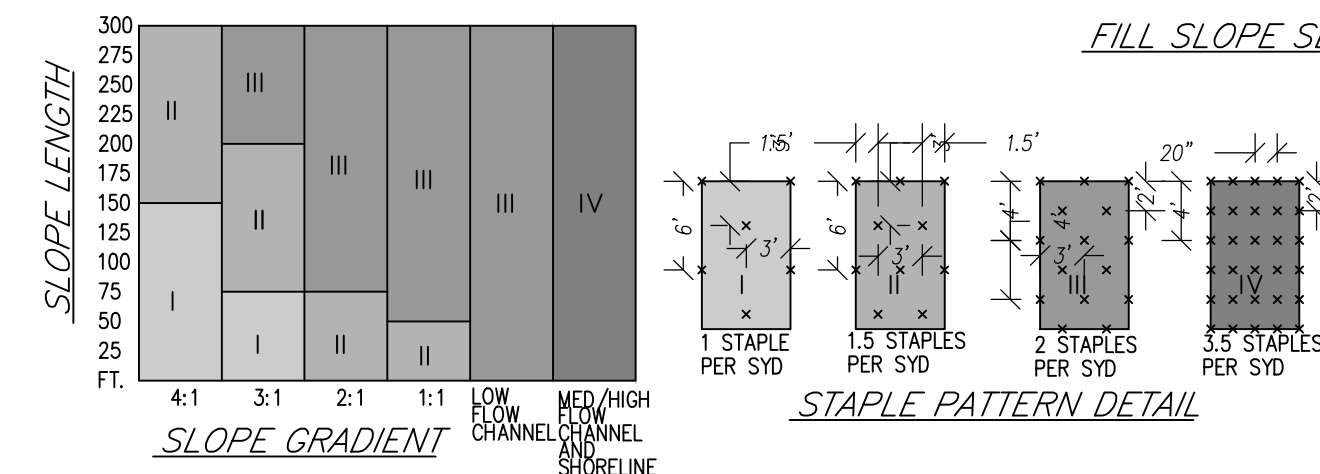 SLOPE LENGTH
300
275
250
225
200
175
150
125
100
75
50
25
FT.
II
I
III
II
I
III
II
III
II
III
IV
4:1
3:1
2:1
1:1
LOW
FLOW
CHANNEL
MED/HIGH
FLOW
CHANNEL
AND
SHORELINE
SLOPE GRADIENT
FILL SLOPE
1.5'
3'
3'
1.5'
20"
6'
3'
I
6'
3'
II
4'
4'
3'
2'
III
4'
2'
IV
1 STAPLE
PER SYD
1.5 STAPLES
PER SYD
2 STAPLES
PER SYD
3.5 STAPLES
PER SYD
STAPLE PATTERN DETAIL